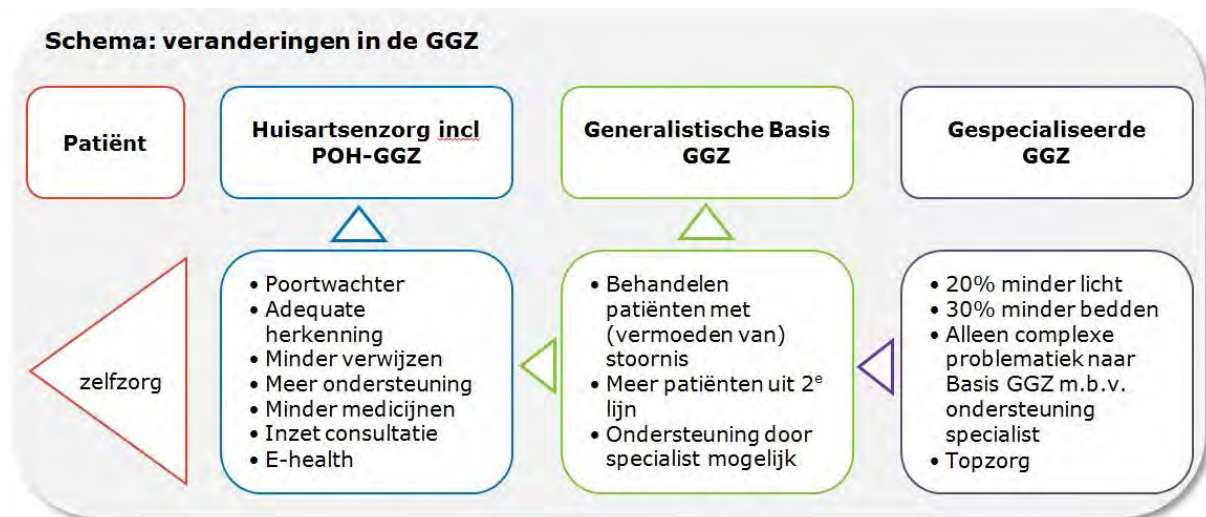 Schema: veranderingen in de GGZ
Patiënt
Huisartsenzorg incl
POH-GGZ
Generalistische Basis
GGZ
Gespecialiseerde
GGZ
zelfzorg
• Poortwachter
• Adequate
herkenning
• Minder verwijzen
• Meer ondersteuning
• Minder medicijnen
• Inzet consultatie
• E-health
• Behandelen
patiënten met
(vermoeden van)
stoornis
• Meer patiënten uit 2e
lijn
• Ondersteuning door
specialist mogelijk
• 20% minder licht
• 30% minder bedden
• Alleen complexe
problematiek naar
Basis GGZ m.b.v.
ondersteuning
specialist
• Topzorg